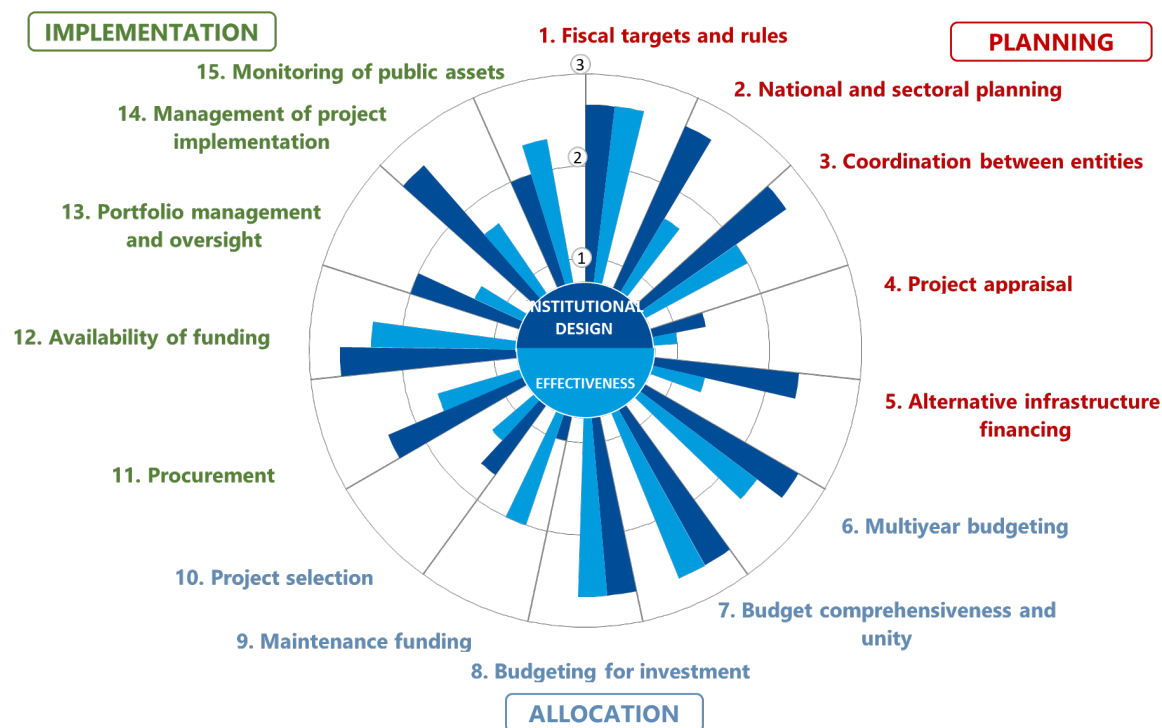 IMPLEMENTATION
1. Fiscal targets and rules
PLANNING
3
15. Monitoring of public assets
2. National and sectoral planning
14. Management of project
implementation
2
3. Coordination between entities
13. Portfolio management
and oversight
1
4. Project appraisal
INSTITUTIONAL
DESIGN
12. Availability of funding
EFFECTIVENESS
5. Alternative infrastructure
financing
11. Procurement
6. Multiyear budgeting
10. Project selection
7. Budget comprehensiveness and
unity
9. Maintenance funding
8. Budgeting for investment
ALLOCATION